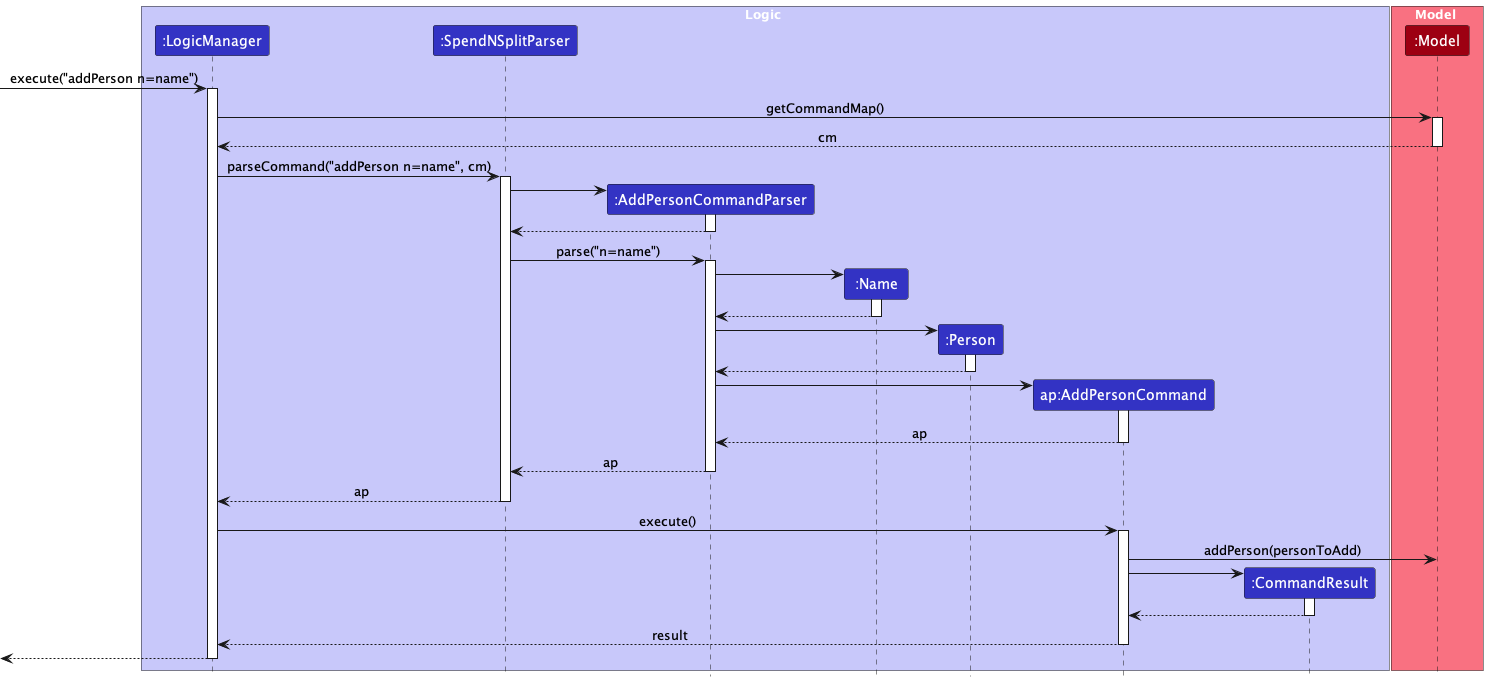 Logic
Model
:LogicManager
:SpendNSplitParser
:Model
execute("addPerson n=name")
getCommandMap()
cm
parseCommand("addPerson n=name", cm)
:AddPersonCommandParser
parse("n=name")
:Name
:Person
ap:AddPersonCommand
ap
ap
ap
execute()
addPerson(personToAdd)
:CommandResult
result